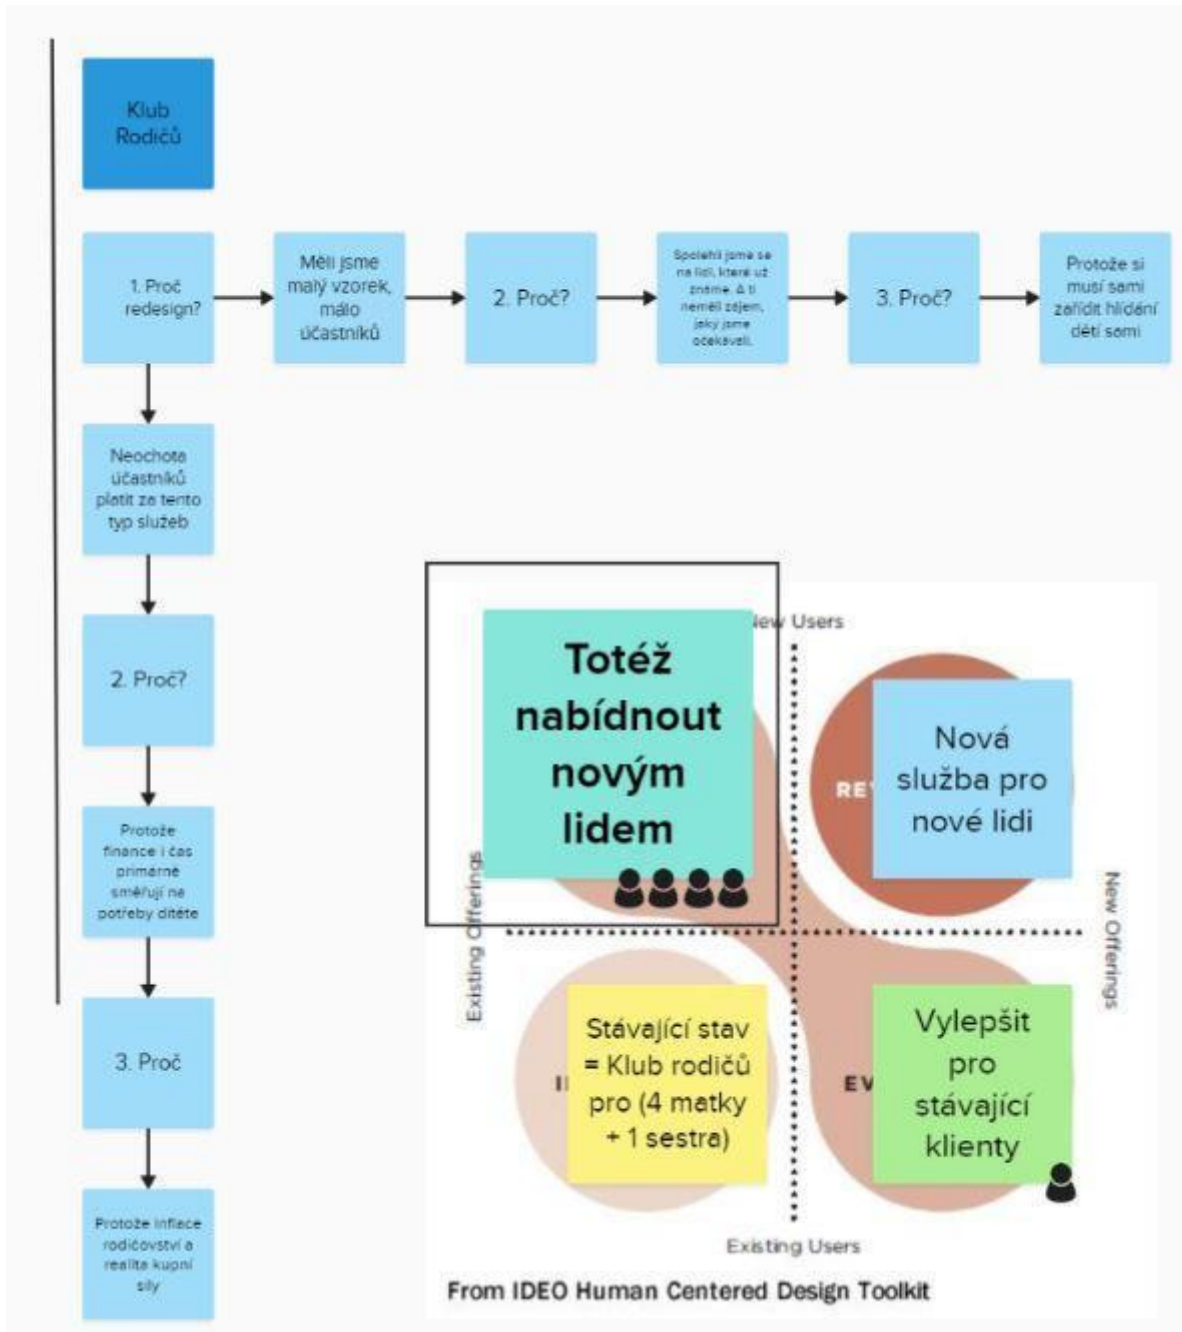 Klub
Rodičů
1. Proč
redesign?
Měli jsme
malý vzorek,
málo
účastníků
2. Proč?
Spolehli jsme se
na lidi, které už
známe. A ti
neměli zájem,
jaký jsme
očekávali.
3. Proč?
Protože si
musí sami
zařídit hlídání
dětí sami
Neochota
účastníků
platit za tento
typ služeb
2. Proč?
Protože
finance i čas
primárně
směřují na
potřeby dítěte
3. Proč
Protože inflace
rodičovství a
realita kupní
síly
New Users
Totéž
nabídnout
novým
lidem
RE
Nová
služba pro
nové lidi
Existing Offerings
New Offerings
Stávající stav
= Klub rodičů
pro (4 matky
+ 1 sestra)
EV
Vylepšit
pro
stávající
klienty
Existing Users
From IDEO Human Centered Design Toolkit